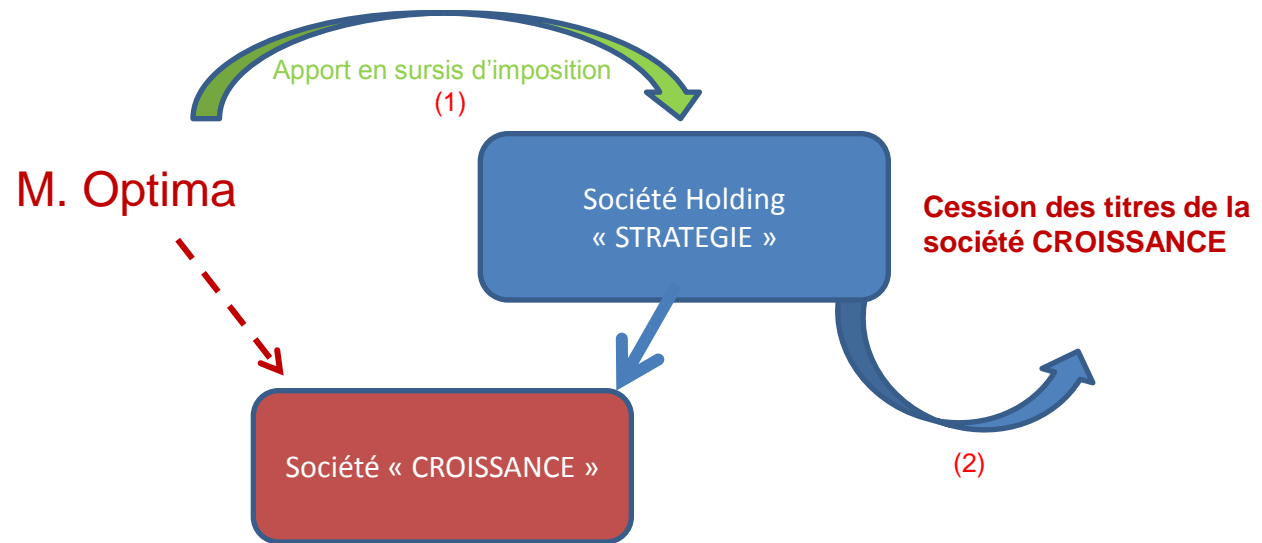 Apport en sursis d'imposition
(1)
M. Optima
Société Holding
« STRATEGIE »
Cession des titres de la
société CROISSANCE
Société « CROISSANCE »
(2)